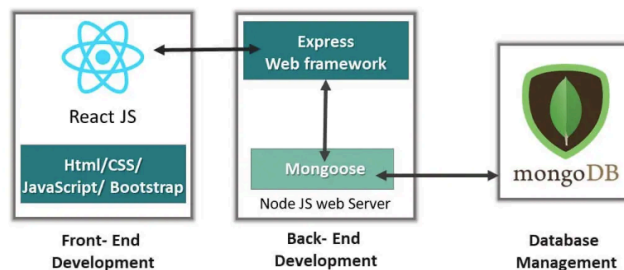 React JS
Html/CSS/
JavaScript/ Bootstrap
Front- End
Development
Express
Web framework
Mongoose
Node JS web Server
Back- End
Development
mongoDB
Database
Management